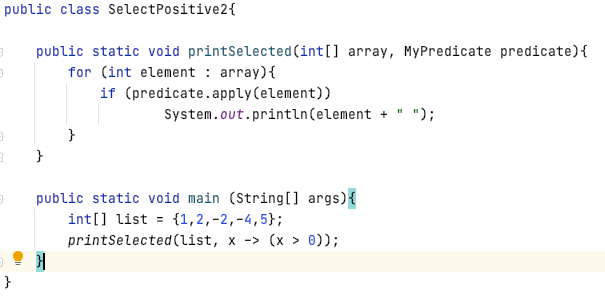 public class SelectPositive2{
public static void printSelected(int[] array, MyPredicate predicate){
for (int element : array){
if (predicate.apply(element))
System.out.println(element + " ");
}
}
public static void main (String[] args){
int[] list = {1,2,-2,-4,5};
printSelected(list, x -> (x > 0));
}
}